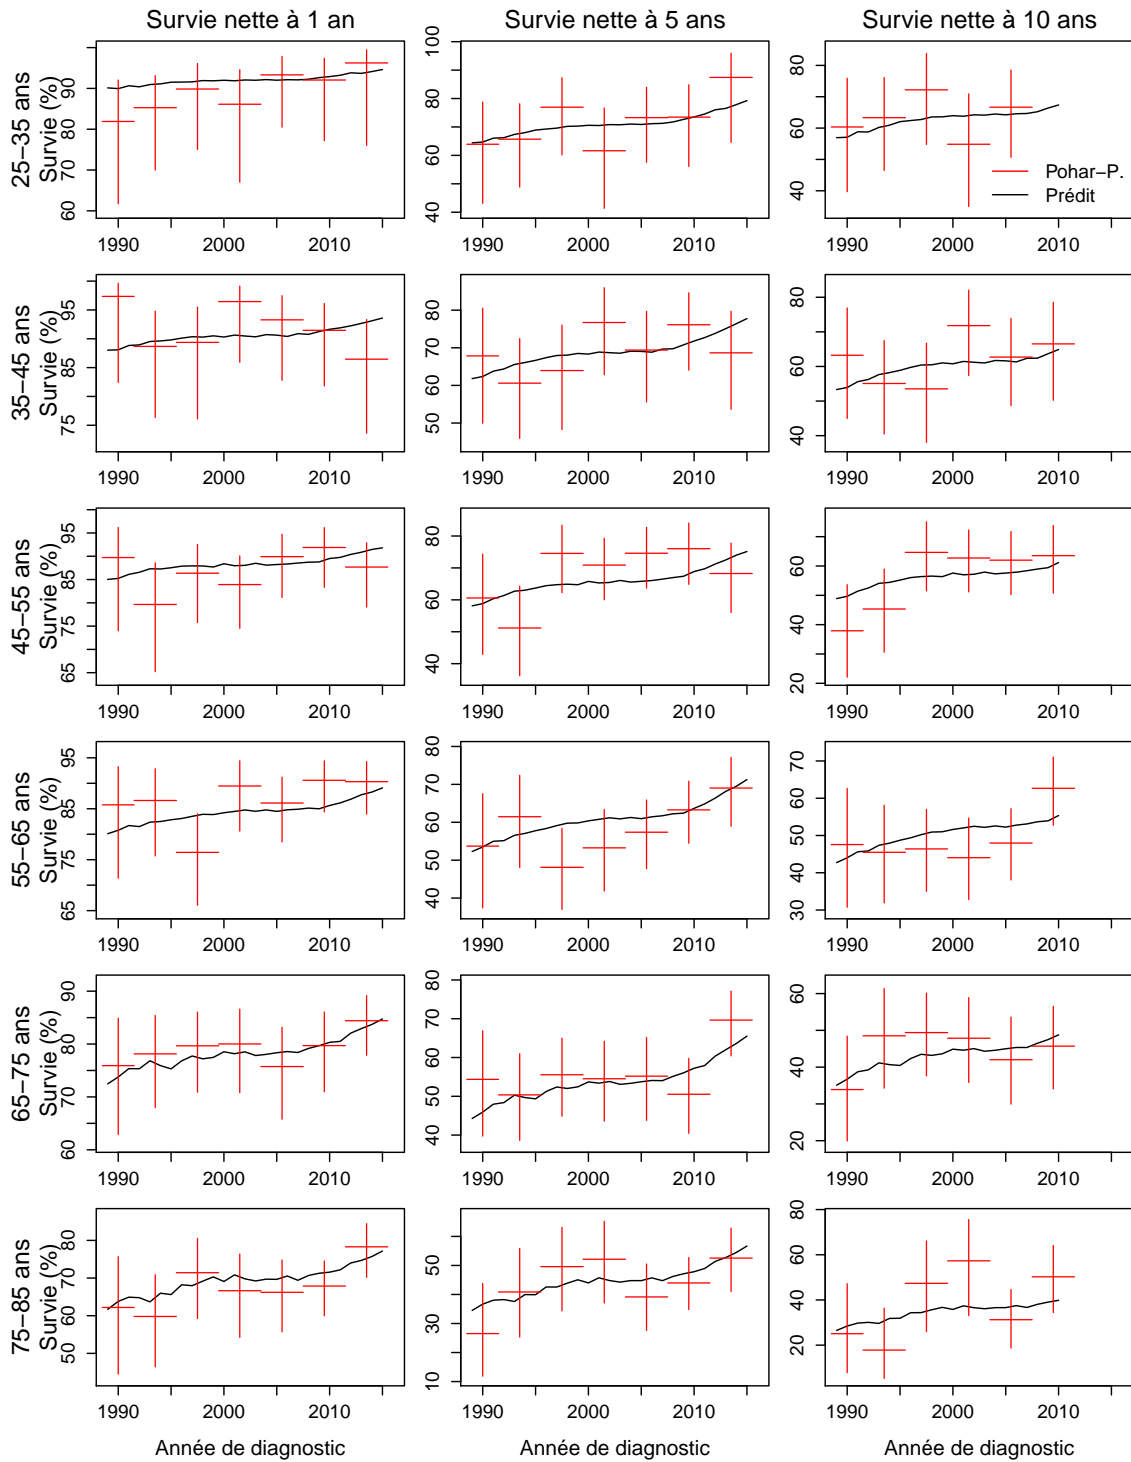 Survie nette à 1 an
Survie nette à 5 ans
Survie nette à 10 ans
25−35 ans
Survie (%)
60 70 80 90
1990 2000 2010
40 60 80 100
1990 2000 2010
40 60 80
1990 2000 2010
Pohar−P.
Prédit
35−45 ans
Survie (%)
75 85 95
1990 2000 2010
50 60 70 80
1990 2000 2010
40 60 80
1990 2000 2010
45−55 ans
Survie (%)
65 75 85 95
1990 2000 2010
40 60 80
1990 2000 2010
20 40 60
1990 2000 2010
55−65 ans
Survie (%)
65 75 85 95
1990 2000 2010
40 50 60 70 80
1990 2000 2010
30 40 50 60 70
1990 2000 2010
65−75 ans
Survie (%)
60 70 80 90
1990 2000 2010
40 50 60 70 80
1990 2000 2010
20 40 60
1990 2000 2010
75−85 ans
Survie (%)
50 60 70 80
1990 2000 2010
10 30 50
1990 2000 2010
20 40 60 80
1990 2000 2010
Année de diagnostic
Année de diagnostic
Année de diagnostic